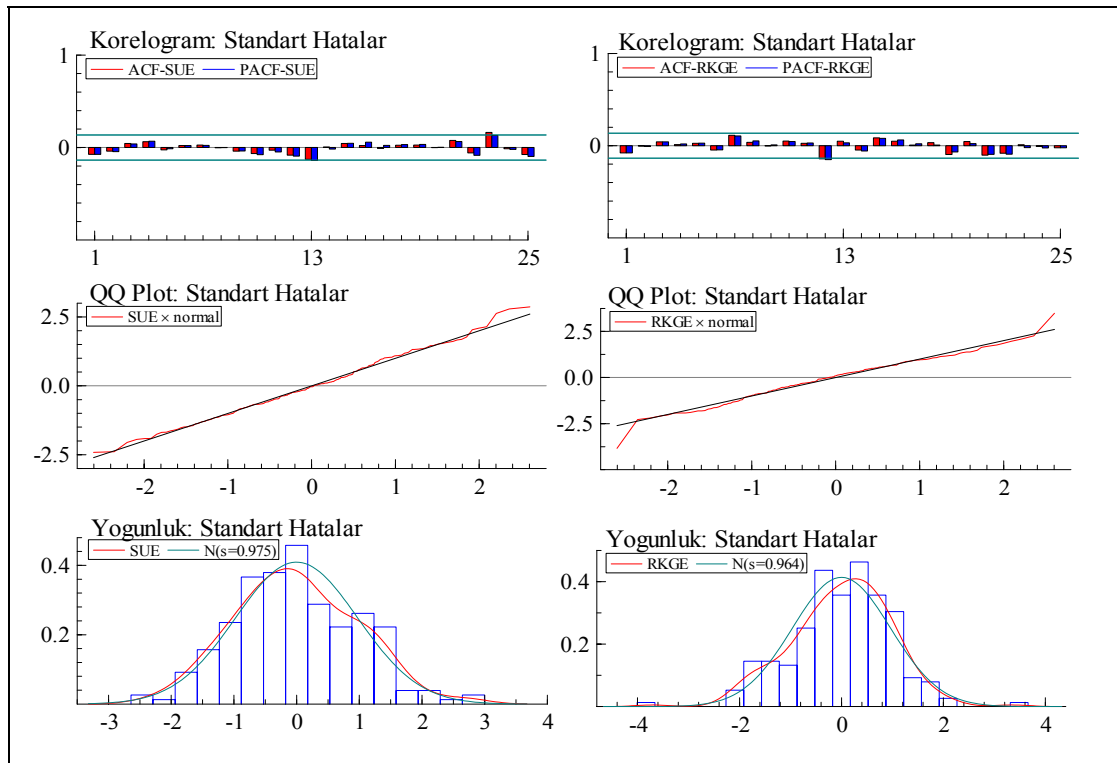 Korelogram: Standart Hatalar
ACF-SUE PACF-SUE
1
0
1 13 25
Korelogram: Standart Hatalar
ACF-RKGE PACF-RKGE
1
0
1 13 25
QQ Plot: Standart Hatalar
SUE × normal
2.5
0.0
-2.5
-2 -1 0 1 2
QQ Plot: Standart Hatalar
RKGE × normal
2.5
0.0
-2.5
-2 -1 0 1 2
Yogunluk: Standart Hatalar
SUE N(s=0.975)
0.4
0.2
-3 -2 -1 0 1 2 3 4
Yogunluk: Standart Hatalar
RKGE N(s=0.964)
0.4
0.2
-4 -2 0 2 4